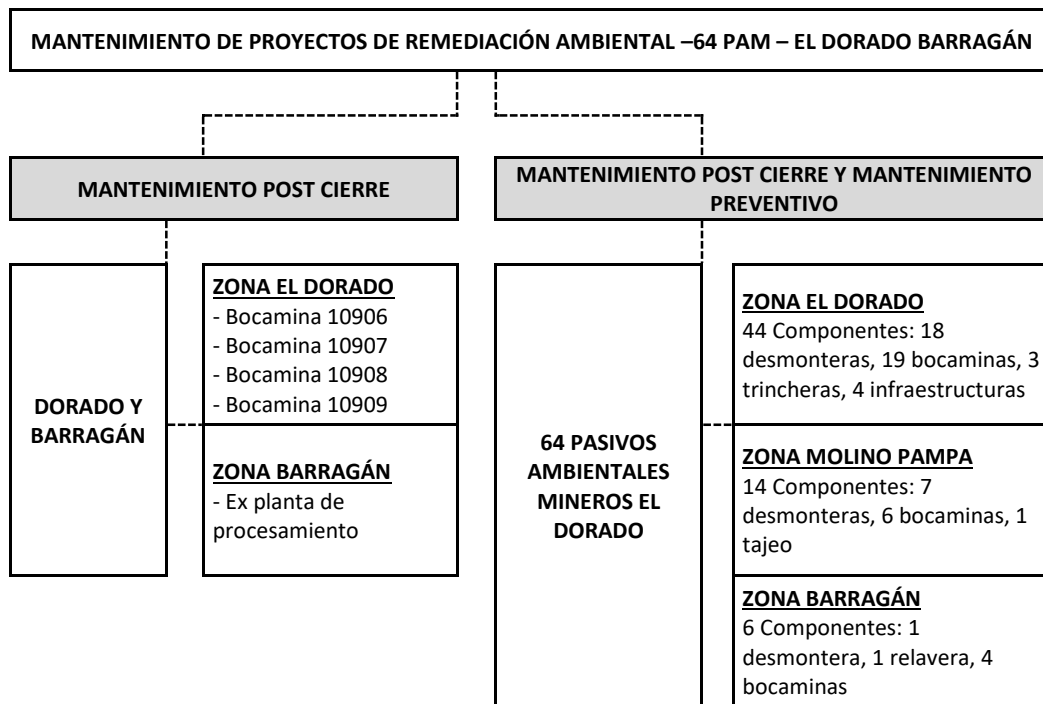 MANTENIMIENTO DE PROYECTOS DE REMEDIACIÓN AMBIENTAL –64 PAM – EL DORADO BARRAGÁN
MANTENIMIENTO POST CIERRE
DORADO Y
BARRAGÁN
ZONA EL DORADO
- Bocamina 10906
- Bocamina 10907
- Bocamina 10908
- Bocamina 10909
ZONA BARRAGÁN
- Ex planta de
procesamiento
MANTENIMIENTO POST CIERRE Y MANTENIMIENTO
PREVENTIVO
64 PASIVOS
AMBIENTALES
MINEROS EL
DORADO
ZONA EL DORADO
44 Componentes: 18
desmonteras, 19 bocaminas, 3
trincheras, 4 infraestructuras
ZONA MOLINO PAMPA
14 Componentes: 7
desmonteras, 6 bocaminas, 1
tajeo
ZONA BARRAGÁN
6 Componentes: 1
desmontera, 1 relavera, 4
bocaminas